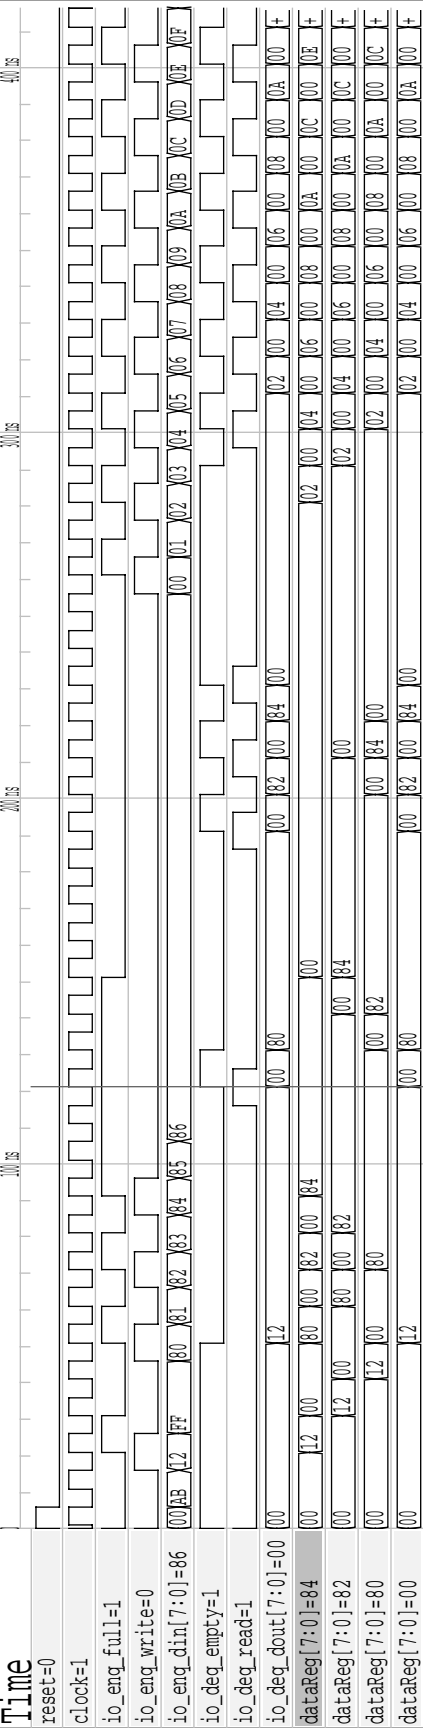 Time 100 ns 200 ns 300 ns 400 ns
reset=0
clock=1
io_enq_full=1
io_enq_write=0
io_enq_din[7:0]=86 00 AB 12 FF 80 81 82 83 84 85 86 00 01 02 03 04 05 06 07 08 09 0A 0B 0C 0D 0E 0F
io_deq_empty=1
io_deq_read=1
io_deq_dout[7:0]=00 00 12 00 80 00 82 00 84 00 02 00 04 00 06 00 08 00 0A 00 +
dataReg[7:0]=84 00 12 00 80 00 82 00 84 00 02 00 04 00 06 00 08 00 0A 00 0C 00 0E +
dataReg[7:0]=82 00 12 00 80 00 82 00 84 00 02 00 04 00 06 00 08 00 0A 00 0C 00 +
dataReg[7:0]=80 00 12 00 80 00 82 00 84 00 02 00 04 00 06 00 08 00 0A 00 0C +
dataReg[7:0]=00 00 12 00 80 00 82 00 84 00 02 00 04 00 06 00 08 00 0A 00 +